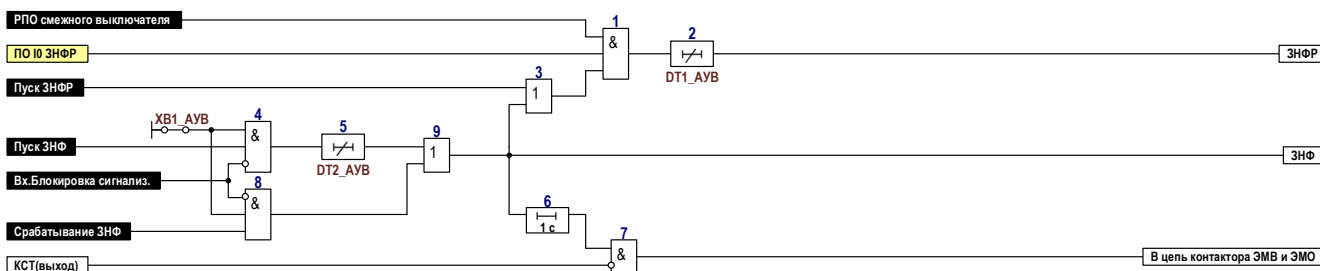 РПО смежного выключателя
1
&
2
ПО I0 ЗНФР
DT1_АУВ
ЗНФР
Пуск ЗНФР
3
1
XB1_АУВ
4
&
5
9
1
Пуск ЗНФ
DT2_АУВ
ЗНФ
Вх.Блокировка сигнализ.
8
&
6
1 с
Срабатывание ЗНФ
7
&
КСТ(выход)
В цепь контактора ЭМВ и ЭМО